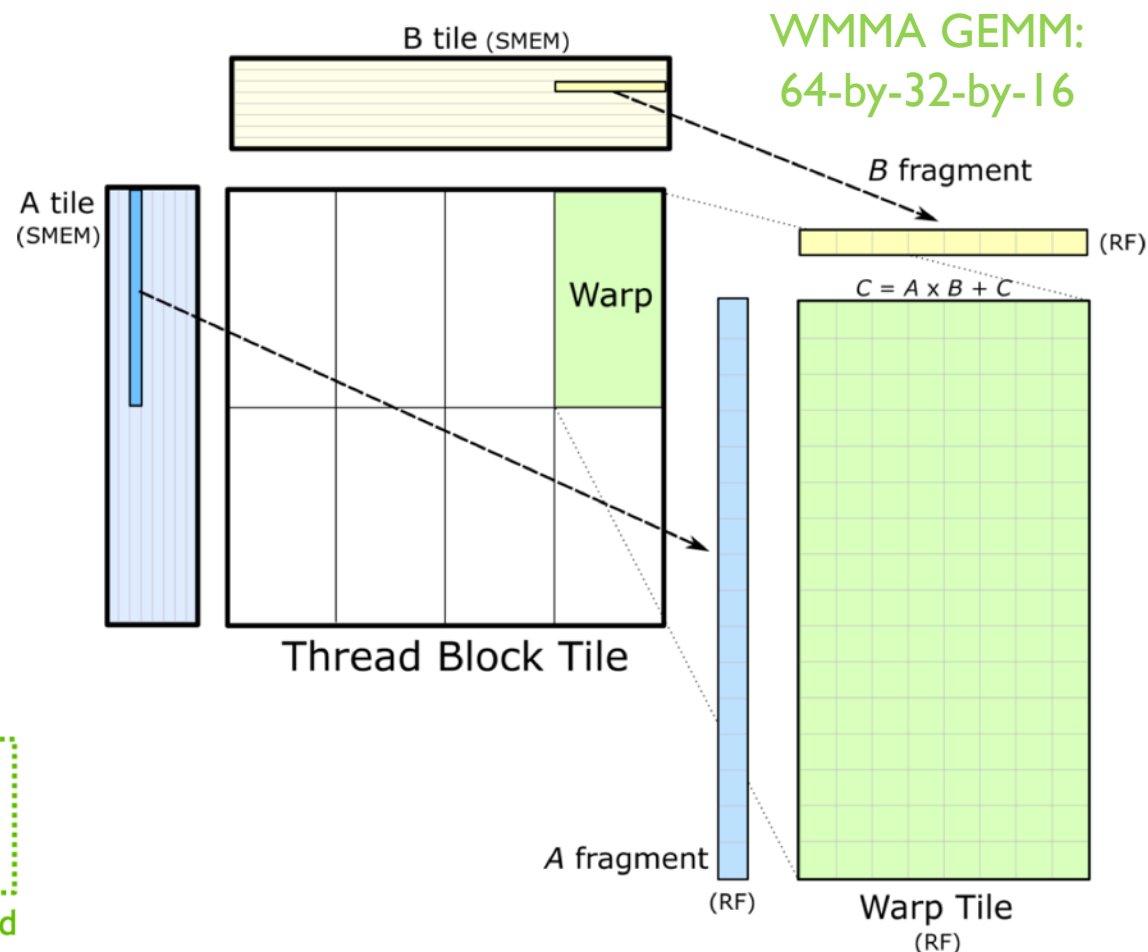 WMMA GEMM:
64-by-32-by-16
B tile (SMEM)
B fragment
A tile
(SMEM)
(RF)
Warp
C = A x B + C
Thread Block Tile
A fragment
(RF)
Warp Tile
(RF)
d